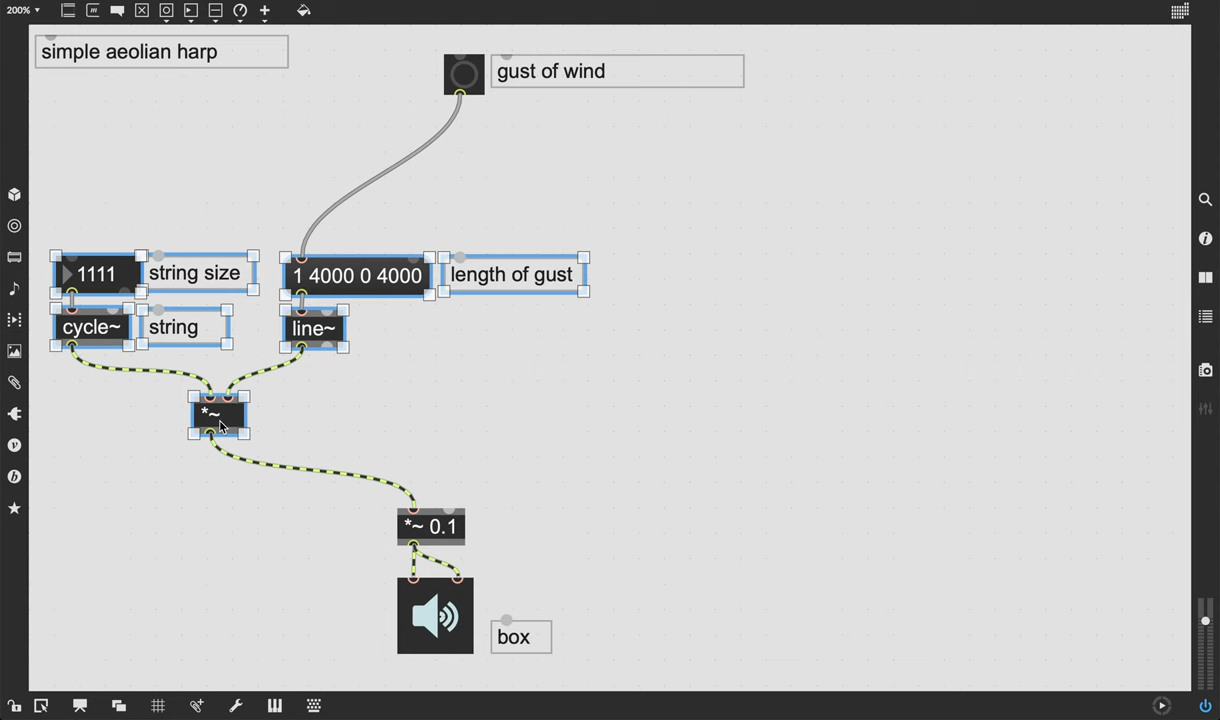 200%
simple aeolian harp
gust of wind
1111
string size
1 4000 0 4000
length of gust
cycle~
string
line~
*~
*~ 0.1
box